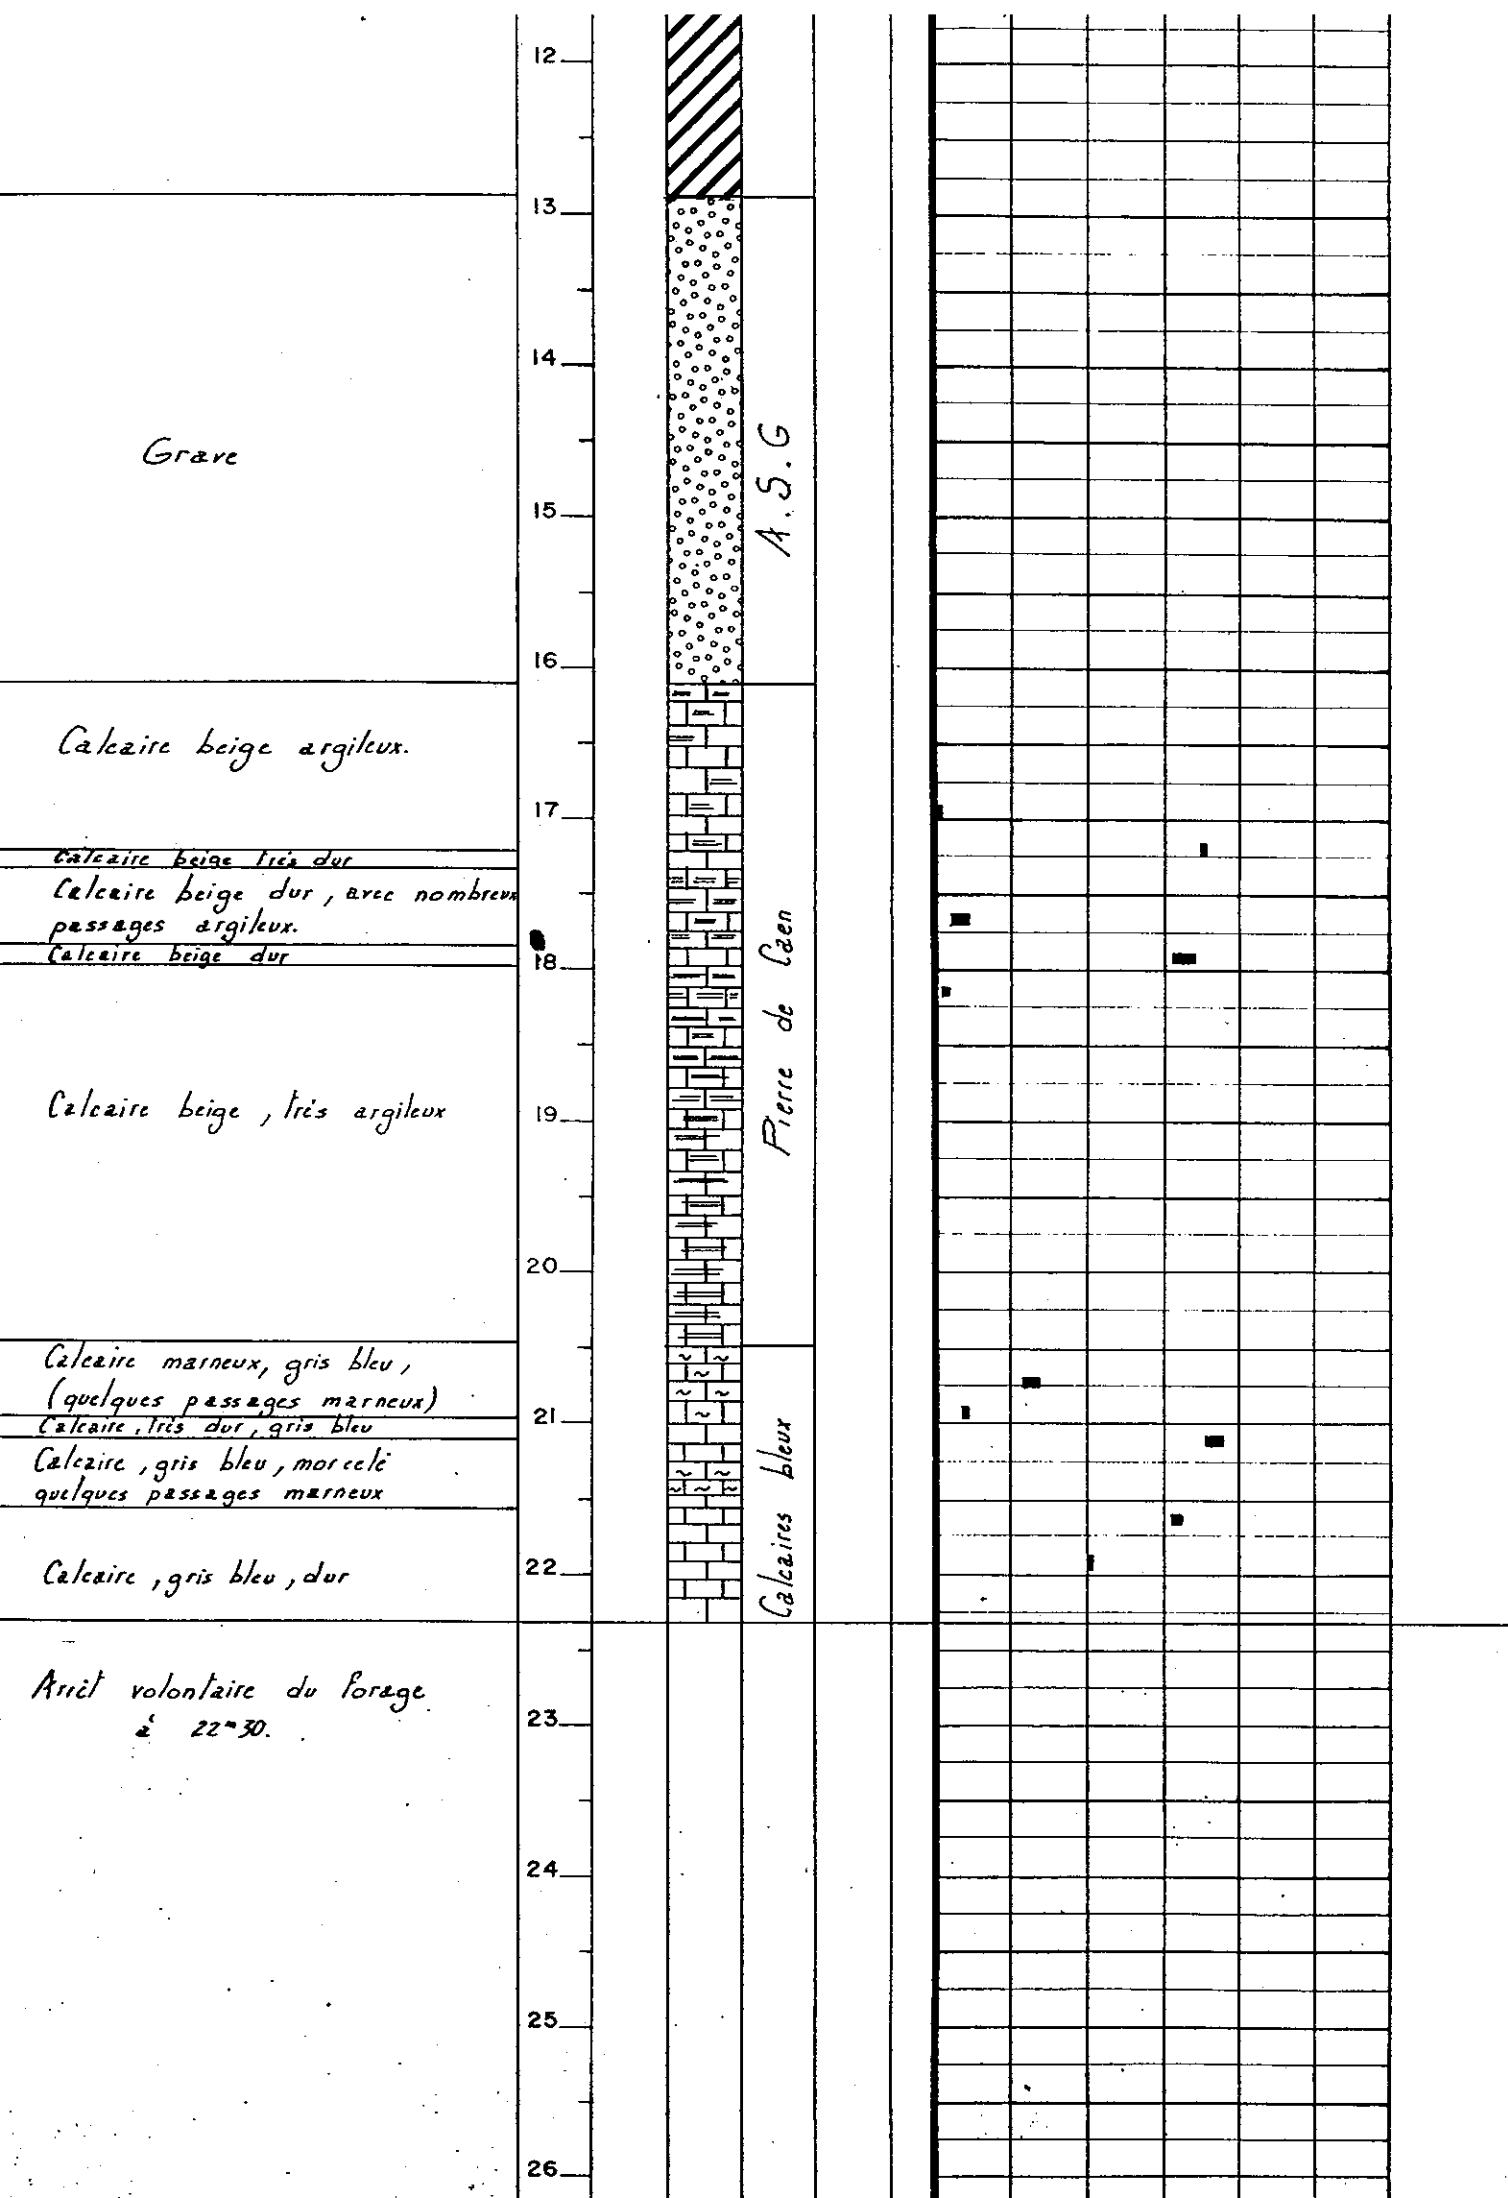 12
13
14
Grave
15
A.S.G
16
Calcaire beige argileux.
17
Calcaire beige très dur
Calcaire beige dur, avec nombreux
passages argileux.
Calcaire beige dur
18
Pierre de Caen
Calcaire beige, très argileux
19
20
Calcaire marneux, gris bleu,
(quelques passages marneux)
21
Calcaire, très dur, gris bleu
Calcaire, gris bleu, morcelé
quelques passages marneux
Calcaires bleux
22
Calcaire, gris bleu, dur
Arrêt volontaire du forage
à 22m30.
23
24
25
26